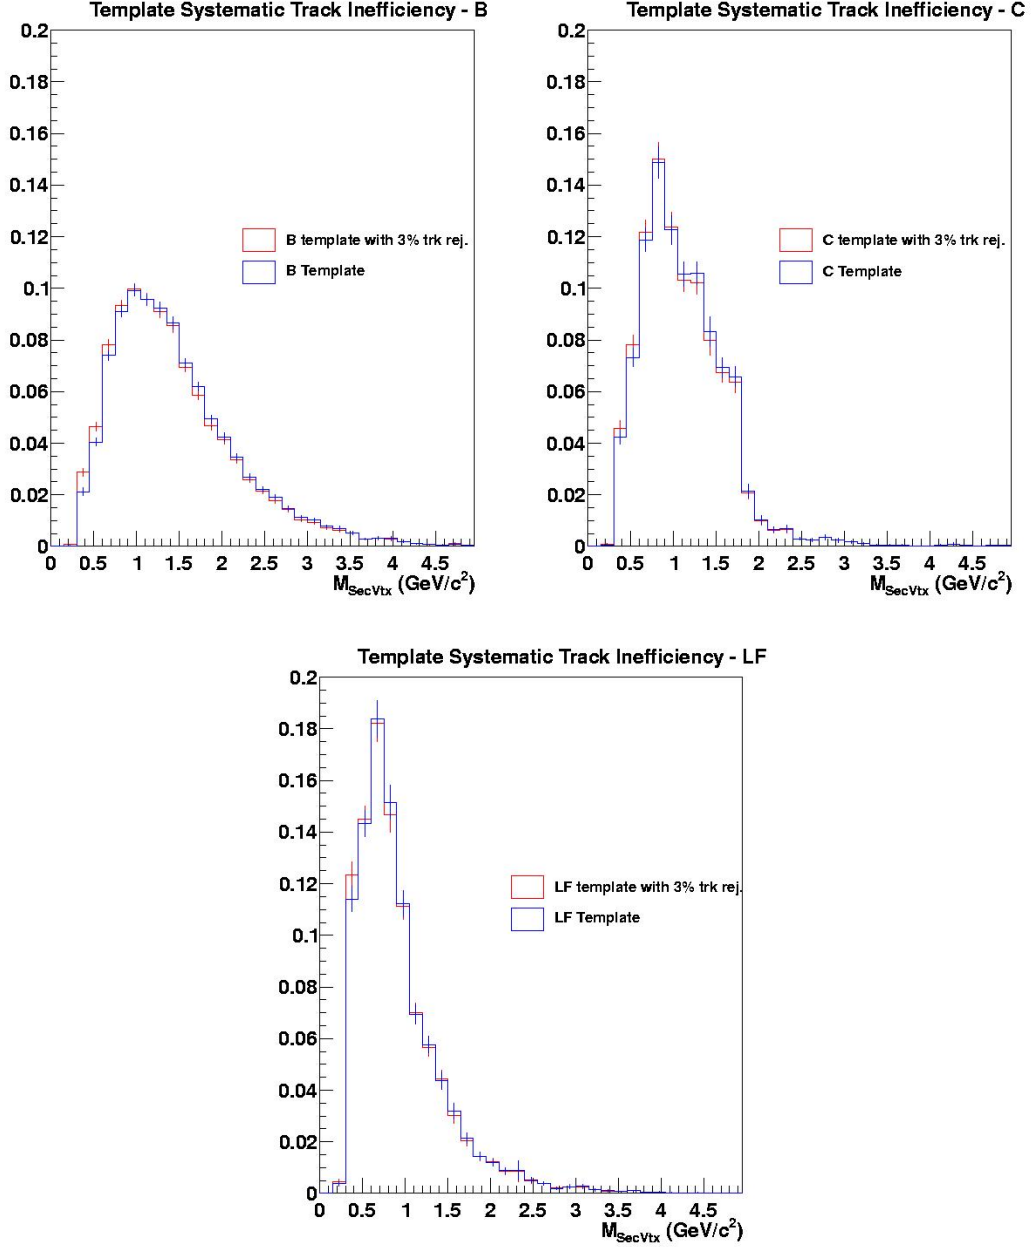 Template Systematic Track Inefficiency - B
0.2
0.18
0.16
0.14
0.12
0.1
0.08
0.06
0.04
0.02
0
B template with 3% trk rej.
B Template
0 0.5 1 1.5 2 2.5 3 3.5 4 4.5
M_SecVtx (GeV/c²)
Template Systematic Track Inefficiency - C
0.2
0.18
0.16
0.14
0.12
0.1
0.08
0.06
0.04
0.02
0
C template with 3% trk rej.
C Template
0 0.5 1 1.5 2 2.5 3 3.5 4 4.5
M_SecVtx (GeV/c²)
Template Systematic Track Inefficiency - LF
0.2
0.18
0.16
0.14
0.12
0.1
0.08
0.06
0.04
0.02
0
LF template with 3% trk rej.
LF Template
0 0.5 1 1.5 2 2.5 3 3.5 4 4.5
M_SecVtx (GeV/c²)